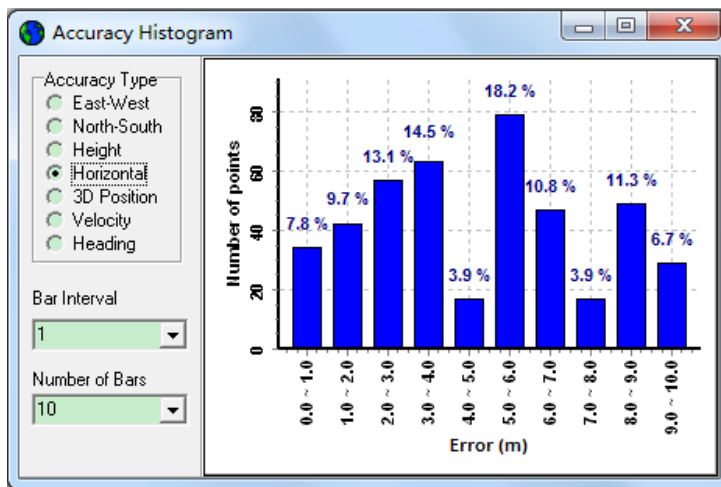 Accuracy Histogram
Accuracy Type
East-West
North-South
Height
Horizontal
3D Position
Velocity
Heading
Bar Interval
1
Number of Bars
10
Number of points
80
60
40
20
0
7.8 %
9.7 %
13.1 %
14.5 %
3.9 %
18.2 %
10.8 %
3.9 %
11.3 %
6.7 %
0.0 ~ 1.0
1.0 ~ 2.0
2.0 ~ 3.0
3.0 ~ 4.0
4.0 ~ 5.0
5.0 ~ 6.0
6.0 ~ 7.0
7.0 ~ 8.0
8.0 ~ 9.0
9.0 ~ 10.0
Error (m)